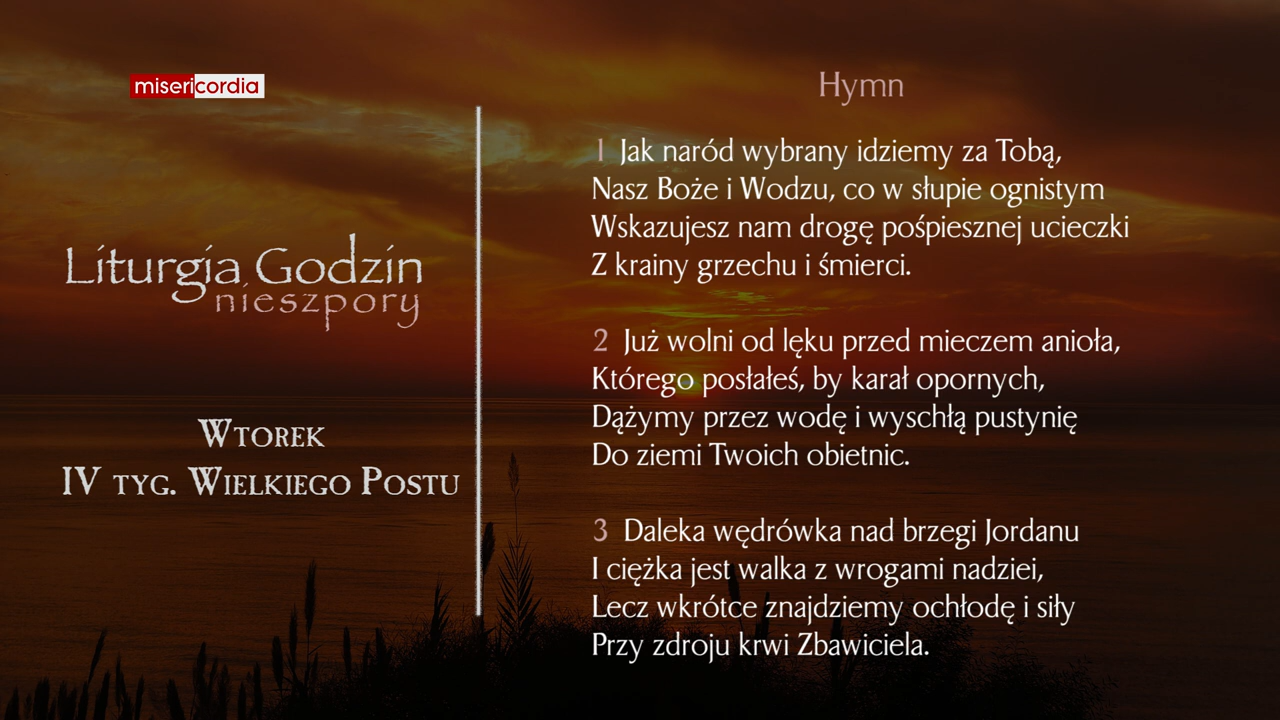 misericordia
Liturgia Godzin
nieszpory
Wtorek
IV tyg. Wielkiego Postu
Hymn
1 Jak naród wybrany idziemy za Tobą,
Nasz Boże i Wodzu, co w słupie ognistym
Wskazujesz nam drogę pośpiesznej ucieczki
Z krainy grzechu i śmierci.
2 Już wolni od lęku przed mieczem anioła,
Którego posłałeś, by karał opornych,
Dążymy przez wodę i wyschłą pustynię
Do ziemi Twoich obietnic.
3 Daleka wędrówka nad brzegi Jordanu
I ciężka jest walka z wrogami nadziei,
Lecz wkrótce znajdziemy ochłodę i siły
Przy zdroju krwi Zbawiciela.